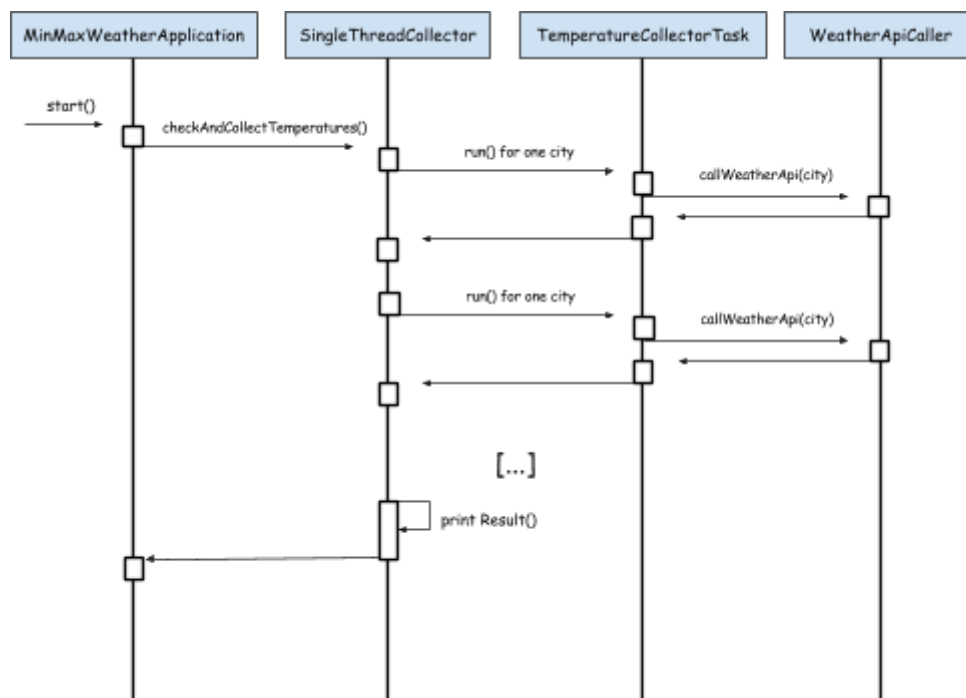 MinMaxWeatherApplication
SingleThreadCollector
TemperatureCollectorTask
WeatherApiCaller
start()
checkAndCollectTemperatures()
run() for one city
callWeatherApi(city)
run() for one city
callWeatherApi(city)
[...]
print Result()